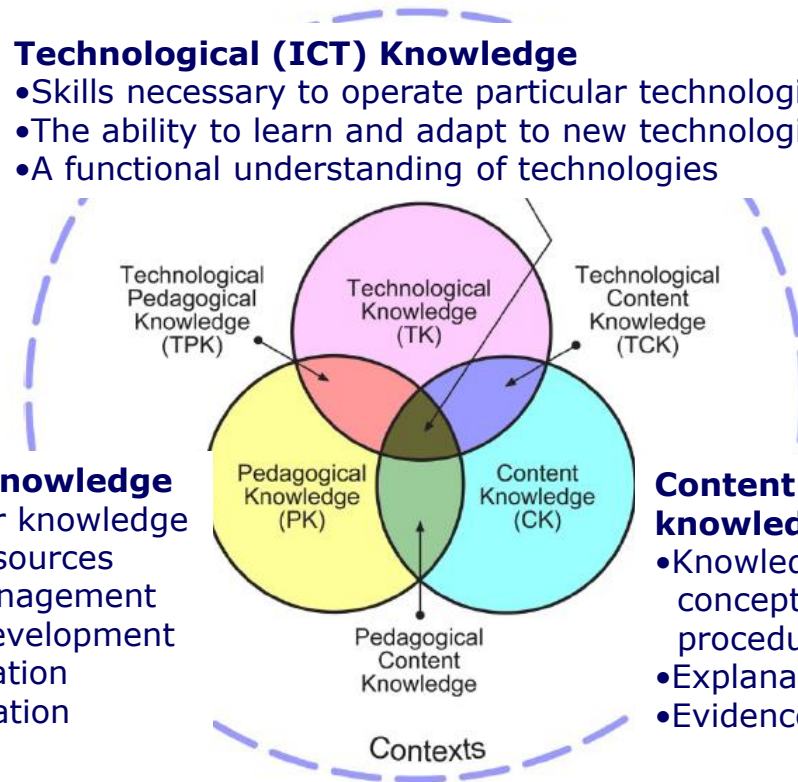 Technological (ICT) Knowledge
•Skills necessary to operate particular technologi
•The ability to learn and adapt to new technologi
•A functional understanding of technologies
Technological
Pedagogical
Knowledge
(TPK)
Technological
Knowledge
(TK)
Technological
Content
Knowledge
(TCK)
nowledge
r knowledge
sources
nagement
evelopment
ation
ation
Pedagogical
Knowledge
(PK)
Content
Knowledge
(CK)
Content
knowled
•Knowled
concept
procedu
•Explana
•Evidence
Pedagogical
Content
Knowledge
Contexts